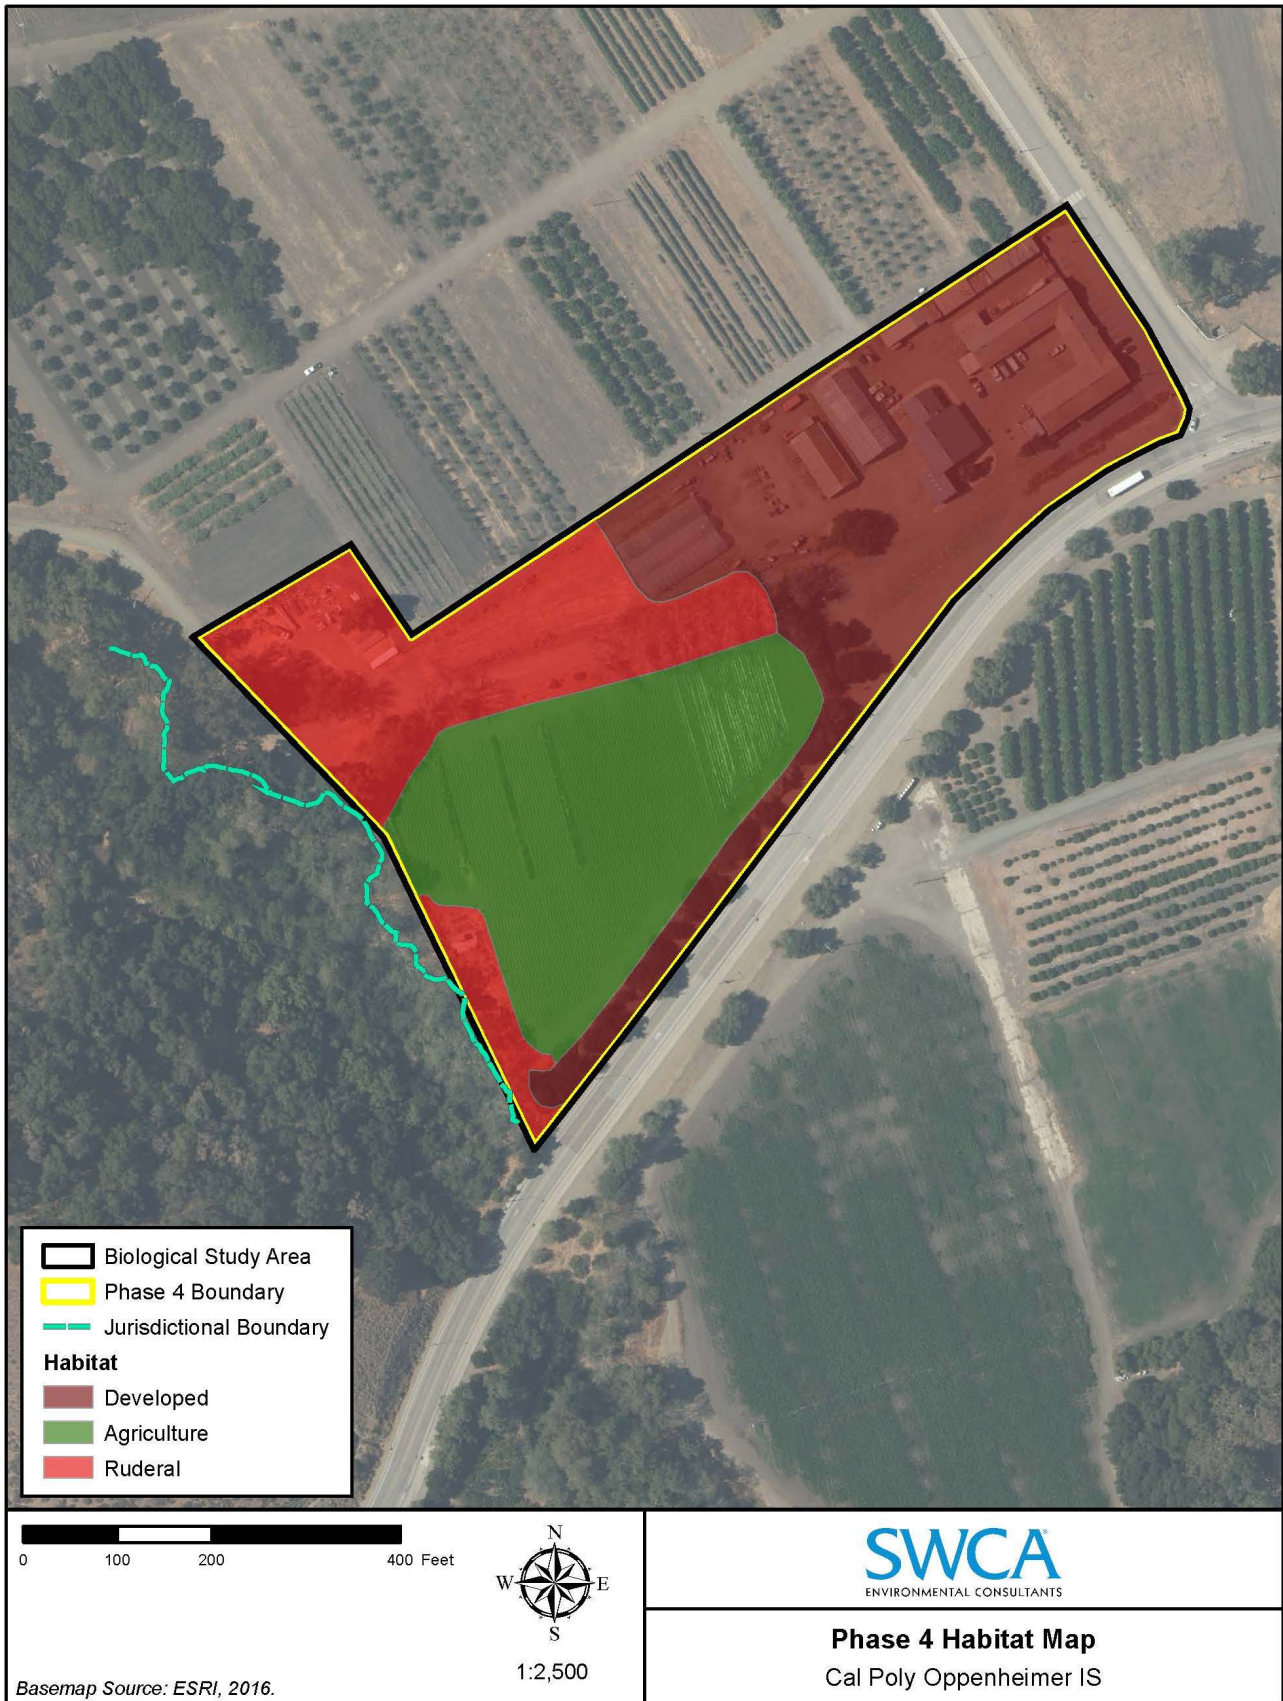 Biological Study Area
Phase 4 Boundary
Jurisdictional Boundary
Habitat
Developed
Agriculture
Ruderal
0 100 200 400 Feet
N
W E
S
1:2,500
Basemap Source: ESRI, 2016.
SWCA
ENVIRONMENTAL CONSULTANTS
Phase 4 Habitat Map
Cal Poly Oppenheimer IS